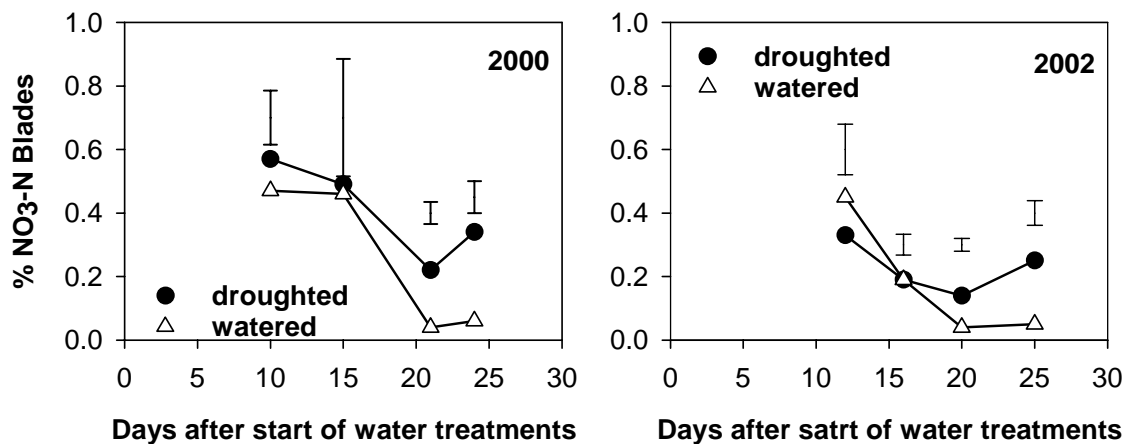 % NO3-N Blades
1.0
0.8
0.6
0.4
0.2
0.0
2000
droughted
watered
0 5 10 15 20 25 30
Days after start of water treatments
1.0
0.8
0.6
0.4
0.2
0.0
droughted
watered
2002
0 5 10 15 20 25 30
Days after satrt of water treatments